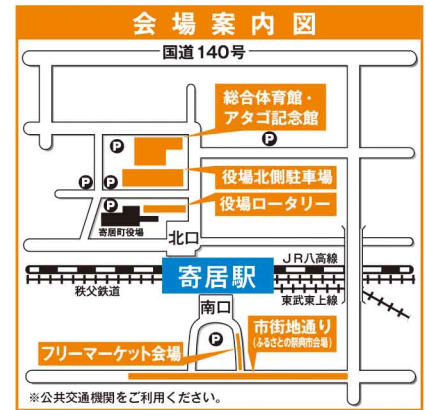 会場案内図
国道140号
総合体育館・
アタゴ記念館
P
P
P P
役場北側駐車場
P
役場ロータリー
寄居町役場
北口
JR八高線
寄居駅
秩父鉄道
東武東上線
南口
P
市街地通り
(ふるさとの祭典市会場)
フリーマーケット会場
※公共交通機関をご利用ください。